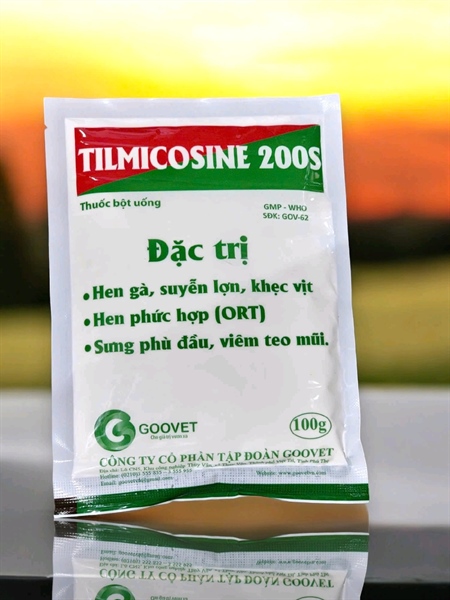 TILMICOSINE 200S
Thuốc bột uống
GMP - WHO
SĐK: GOV-62
Đặc trị
•Hen gà, suyễn lợn, khẹc vịt
•Hen phức hợp (ORT)
•Sưng phù đầu, viêm teo mũi.
GOOVET
100g
CÔNG TY CỔ PHẦN TẬP ĐOÀN GOOVET